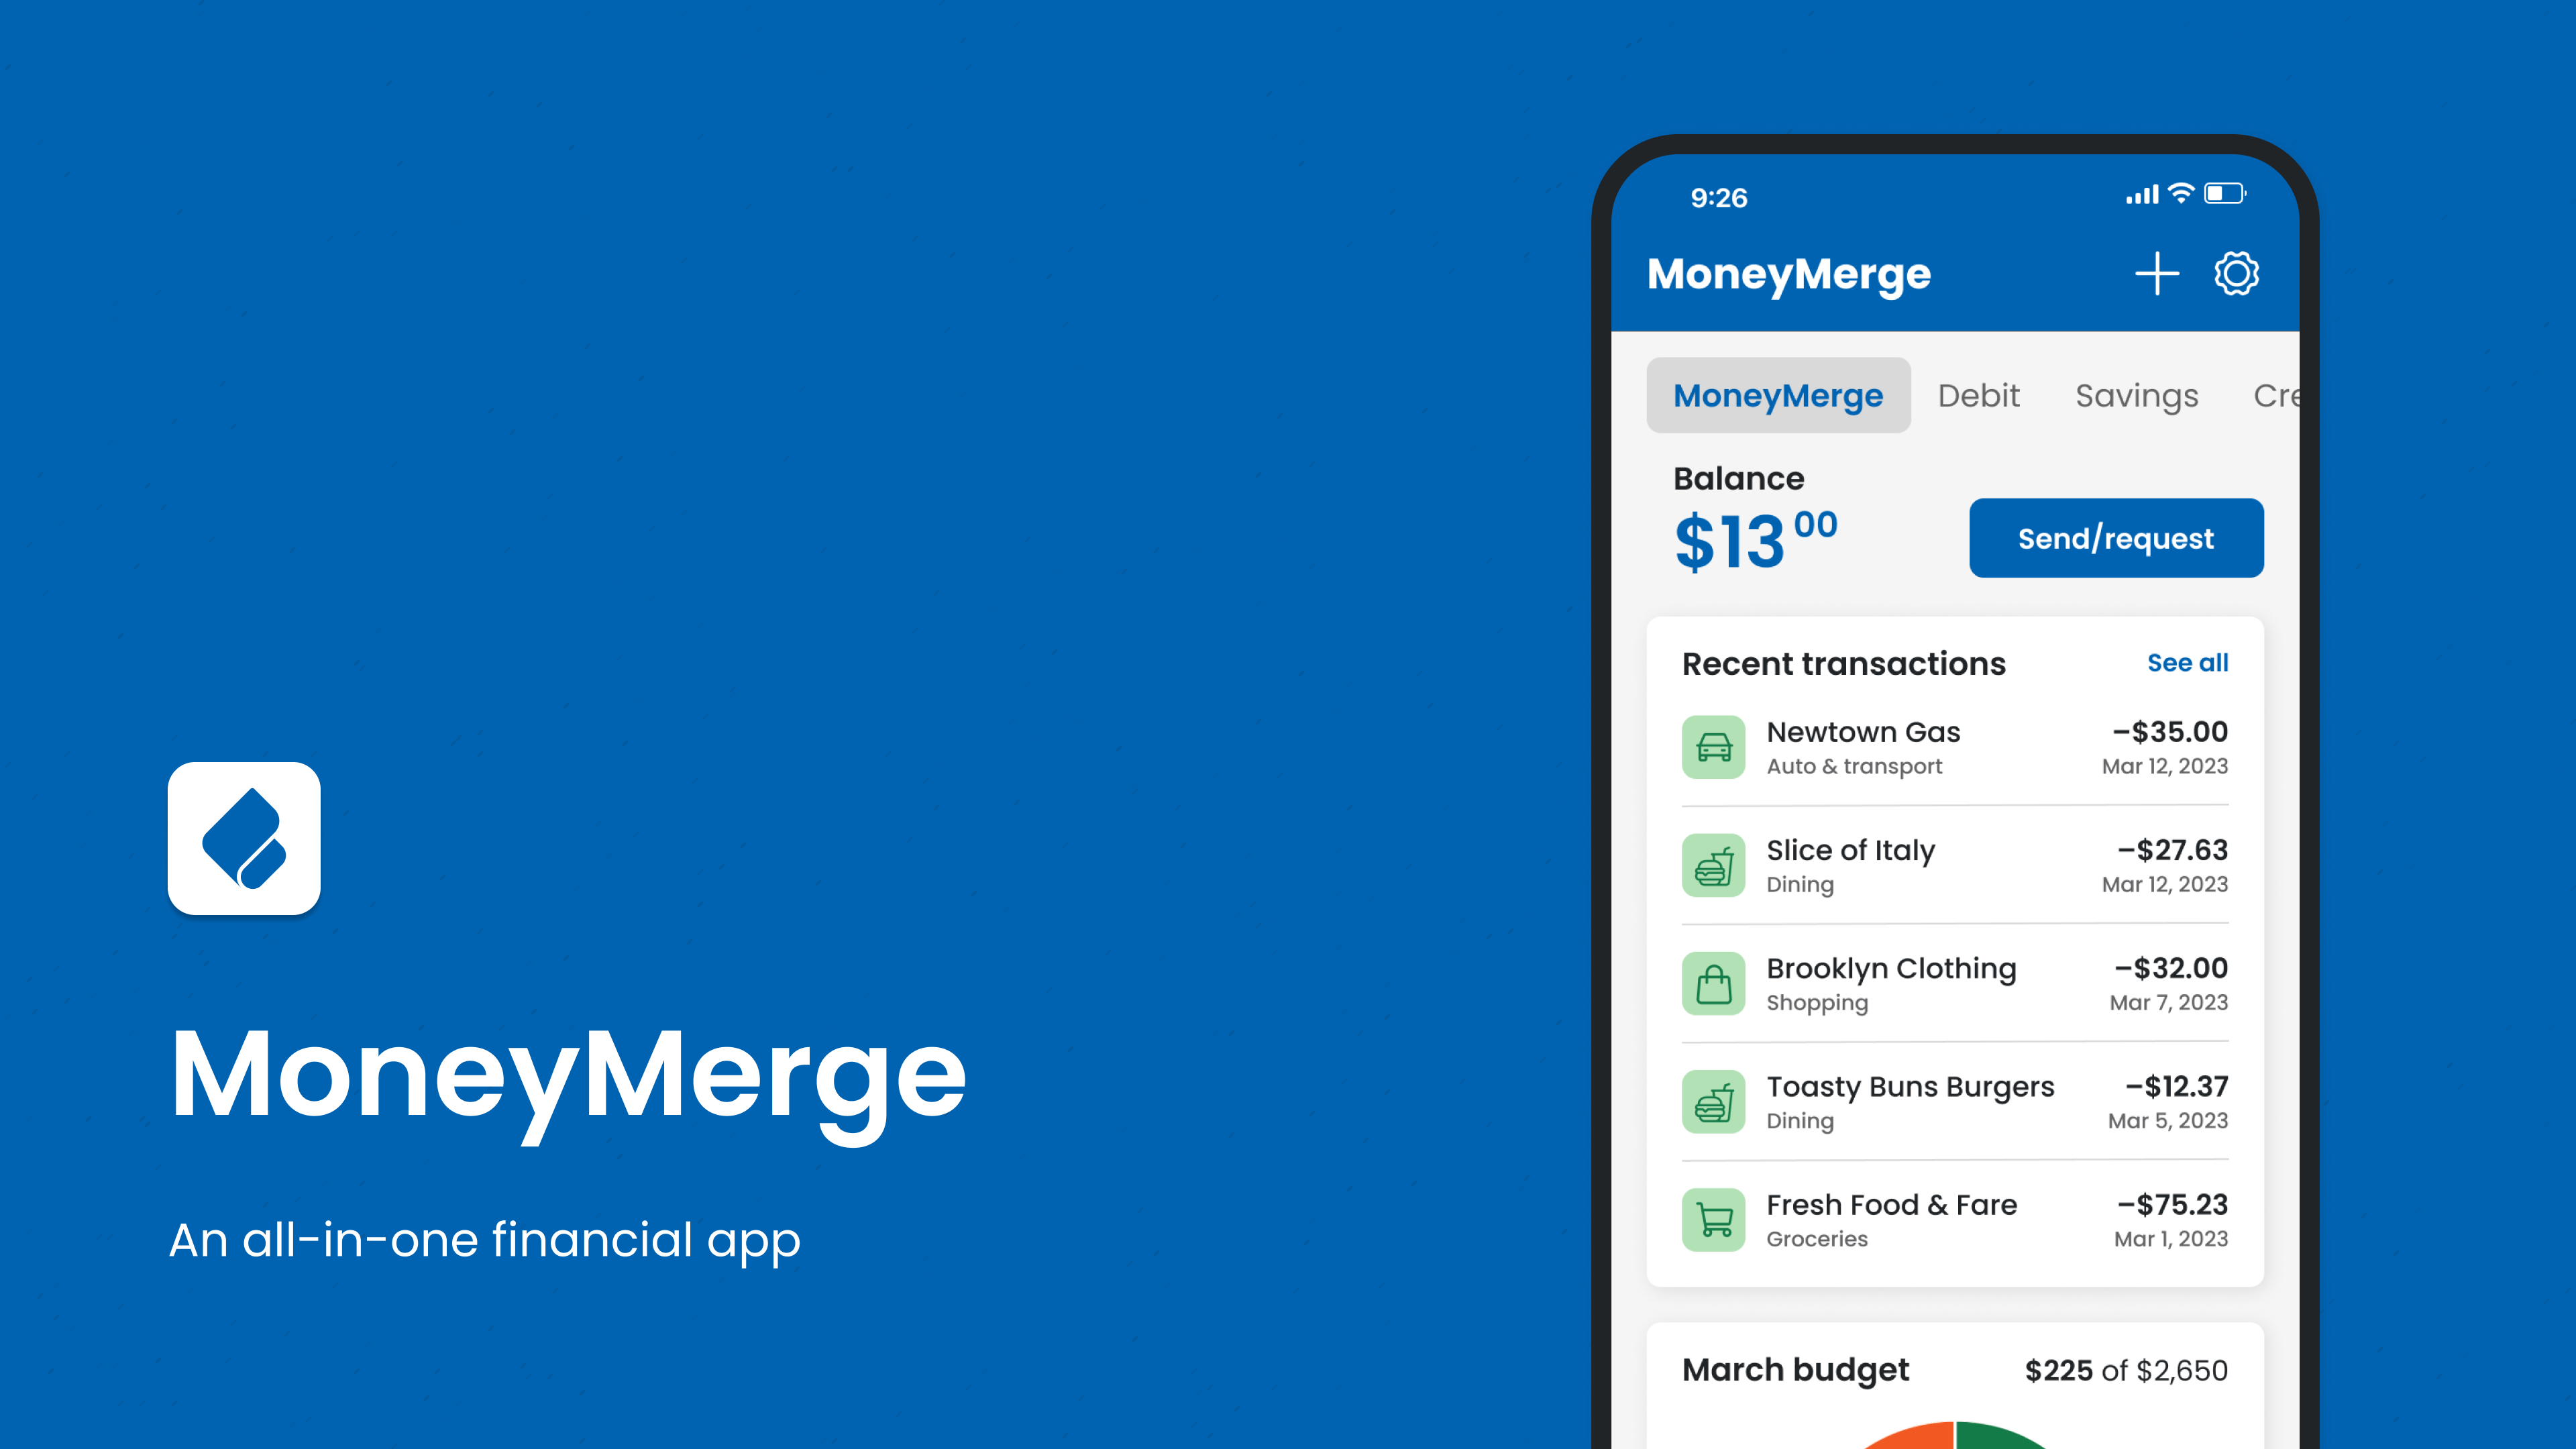 MoneyMerge
An all-in-one financial app
9:26
MoneyMerge
MoneyMerge Debit Savings Cre
Balance
$13 00
Send/request
Recent transactions See all
Newtown Gas –$35.00
Auto & transport Mar 12, 2023
Slice of Italy –$27.63
Dining Mar 12, 2023
Brooklyn Clothing –$32.00
Shopping Mar 7, 2023
Toasty Buns Burgers –$12.37
Dining Mar 5, 2023
Fresh Food & Fare –$75.23
Groceries Mar 1, 2023
March budget $225 of $2,650